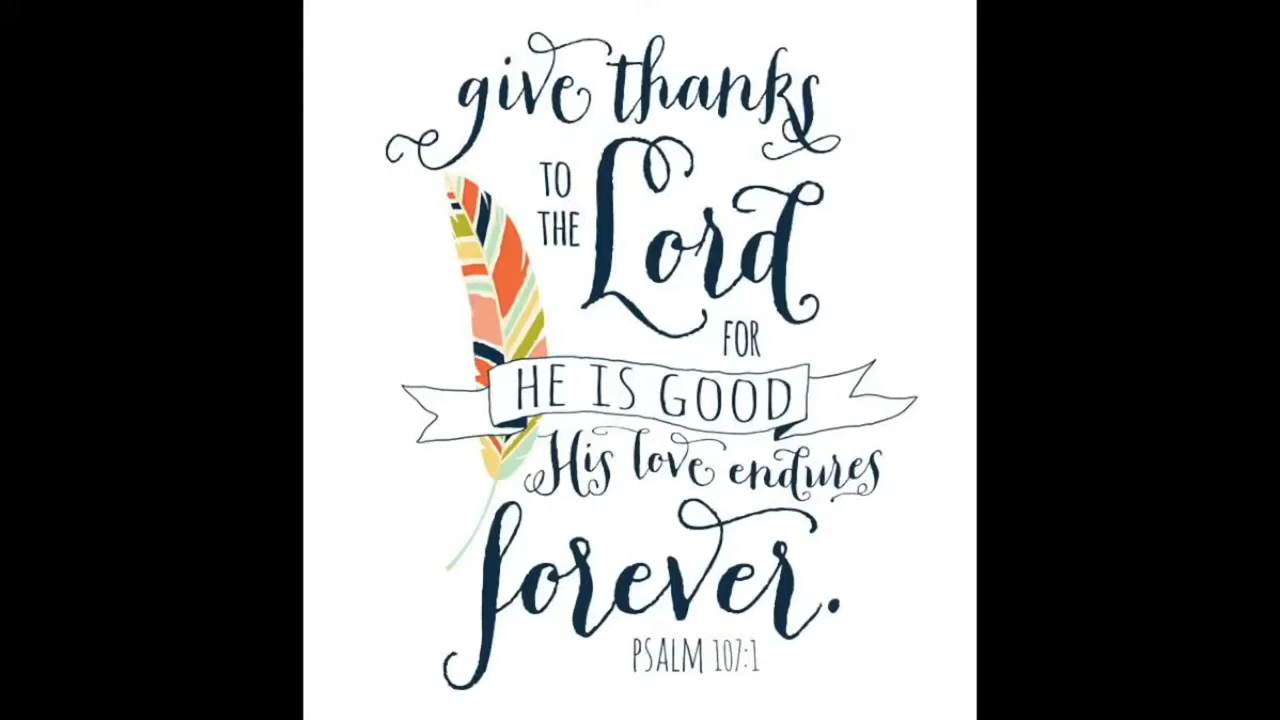 give thanks
TO
THE
Lord
FOR
HE IS GOOD
His love endures
forever.
PSALM 107:1